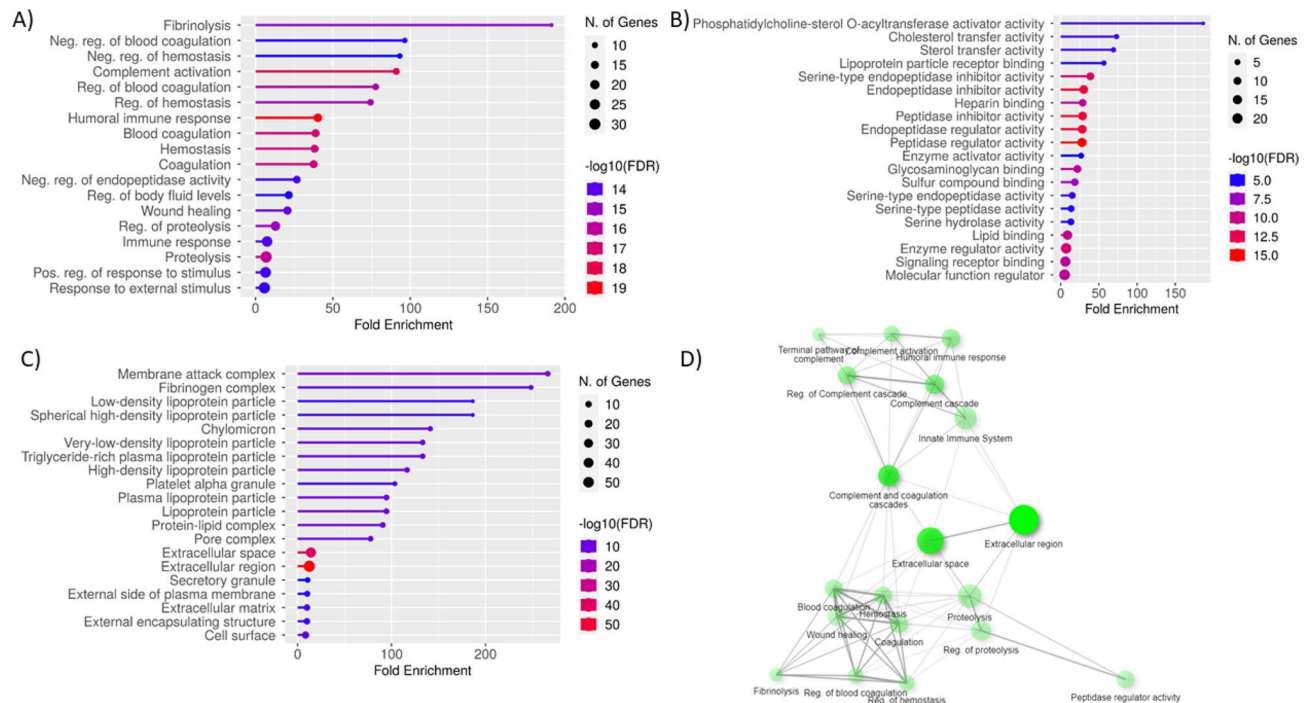 A)
Fibrinolysis
Neg. reg. of blood coagulation
Neg. reg. of hemostasis
Complement activation
Reg. of blood coagulation
Reg. of hemostasis
Humoral immune response
Blood coagulation
Hemostasis
Coagulation
Neg. reg. of endopeptidase activity
Reg. of body fluid levels
Wound healing
Reg. of proteolysis
Immune response
Proteolysis
Pos. reg. of response to stimulus
Response to external stimulus
0 50 100 150 200
Fold Enrichment
N. of Genes
10
15
20
25
30
-log10(FDR)
14
15
16
17
18
19
B)
Phosphatidylcholine-sterol O-acyltransferase activator activity
Cholesterol transfer activity
Sterol transfer activity
Lipoprotein particle receptor binding
Serine-type endopeptidase inhibitor activity
Endopeptidase inhibitor activity
Heparin binding
Peptidase inhibitor activity
Endopeptidase regulator activity
Peptidase regulator activity
Enzyme activator activity
Glycosaminoglycan binding
Sulfur compound binding
Serine-type endopeptidase activity
Serine-type peptidase activity
Serine hydrolase activity
Lipid binding
Enzyme regulator activity
Signaling receptor binding
Molecular function regulator
0 50 100 150
Fold Enrichment
N. of Genes
5
10
15
20
-log10(FDR)
5.0
7.5
10.0
12.5
15.0
C)
Membrane attack complex
Fibrinogen complex
Low-density lipoprotein particle
Spherical high-density lipoprotein particle
Chylomicron
Very-low-density lipoprotein particle
Triglyceride-rich plasma lipoprotein particle
High-density lipoprotein particle
Platelet alpha granule
Plasma lipoprotein particle
Lipoprotein particle
Protein-lipid complex
Pore complex
Extracellular space
Extracellular region
Secretory granule
External side of plasma membrane
Extracellular matrix
External encapsulating structure
Cell surface
0 100 200
Fold Enrichment
N. of Genes
10
20
30
40
50
-log10(FDR)
10
20
30
40
50
D)
Terminal pathway of
complement
Complement activation
Humoral immune response
Reg. of Complement cascade
Complement cascade
Innate Immune System
Complement and coagulation
cascades
Extracellular region
Extracellular space
Blood coagulation
Hemostasis
Proteolysis
Wound healing
Coagulation
Reg. of proteolysis
Fibrinolysis
Reg. of blood coagulation
Reg. of hemostasis
Peptidase regulator activity